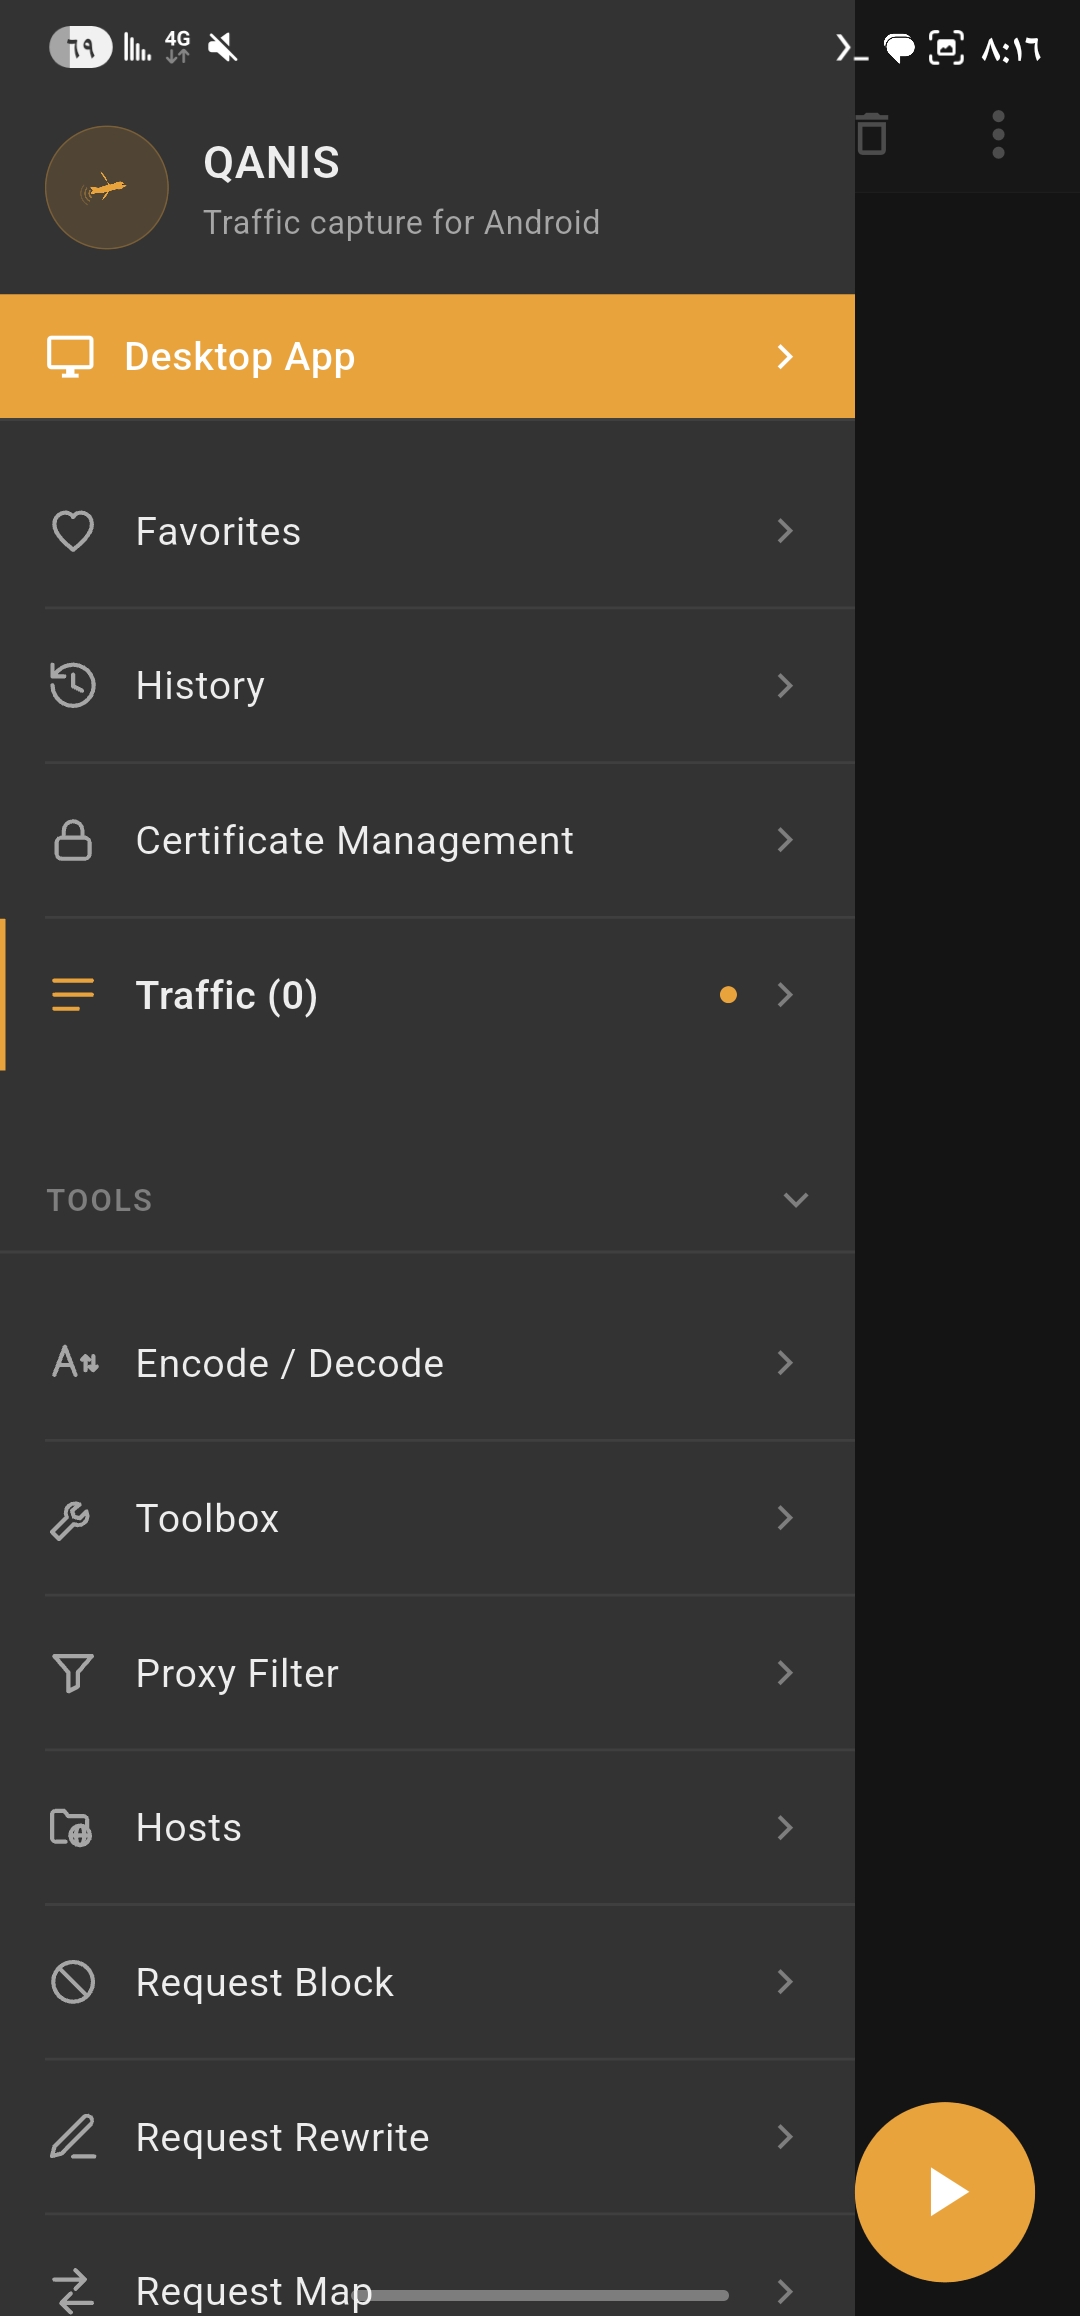 ٦٩ 4G ٨:١٦
QANIS
Traffic capture for Android
Desktop App
Favorites
History
Certificate Management
Traffic (0)
TOOLS
Encode / Decode
Toolbox
Proxy Filter
Hosts
Request Block
Request Rewrite
Request Map